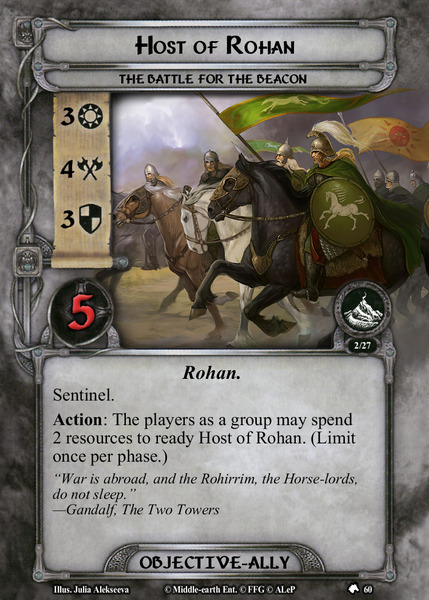 Host of Rohan
The Battle for the Beacon
3
4
3
5
2/27
Rohan.
Sentinel.
Action: The players as a group may spend
2 resources to ready Host of Rohan. (Limit
once per phase.)
“War is abroad, and the Rohirrim, the Horse-lords,
do not sleep.”
—Gandalf, The Two Towers
Objective-Ally
Illus. Julia Alekseeva
© Middle-earth Ent. © FFG © ALeP
60